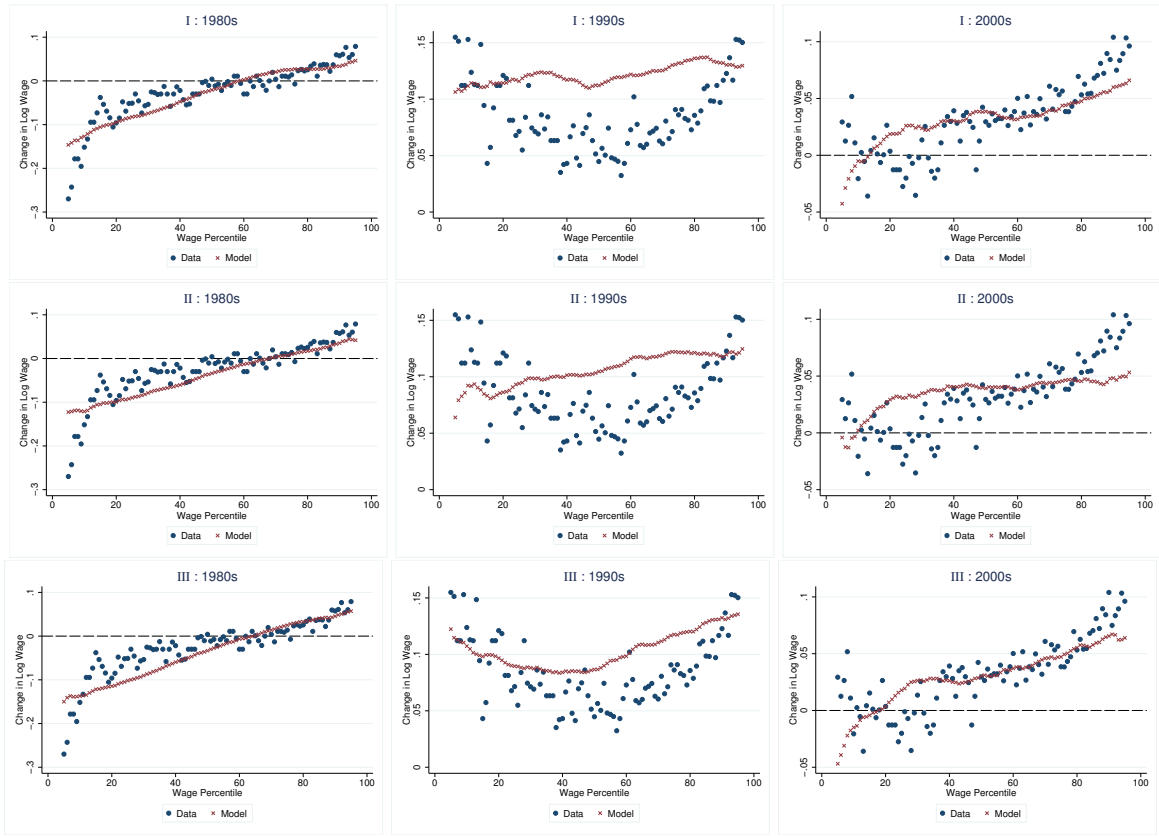 I : 1980s
Change in Log Wage
.1
0
-.1
-.2
-.3
0 20 40 60 80 100
Wage Percentile
Data Model
I : 1990s
Change in Log Wage
.15
.1
.05
0
0 20 40 60 80 100
Wage Percentile
Data Model
I : 2000s
Change in Log Wage
.1
.05
0
-.05
0 20 40 60 80 100
Wage Percentile
Data Model
II : 1980s
Change in Log Wage
.1
0
-.1
-.2
-.3
0 20 40 60 80 100
Wage Percentile
Data Model
II : 1990s
Change in Log Wage
.15
.1
.05
0
0 20 40 60 80 100
Wage Percentile
Data Model
II : 2000s
Change in Log Wage
.1
.05
0
-.05
0 20 40 60 80 100
Wage Percentile
Data Model
III : 1980s
Change in Log Wage
.1
0
-.1
-.2
-.3
0 20 40 60 80 100
Wage Percentile
Data Model
III : 1990s
Change in Log Wage
.15
.1
.05
0
0 20 40 60 80 100
Wage Percentile
Data Model
III : 2000s
Change in Log Wage
.1
.05
0
-.05
0 20 40 60 80 100
Wage Percentile
Data Model